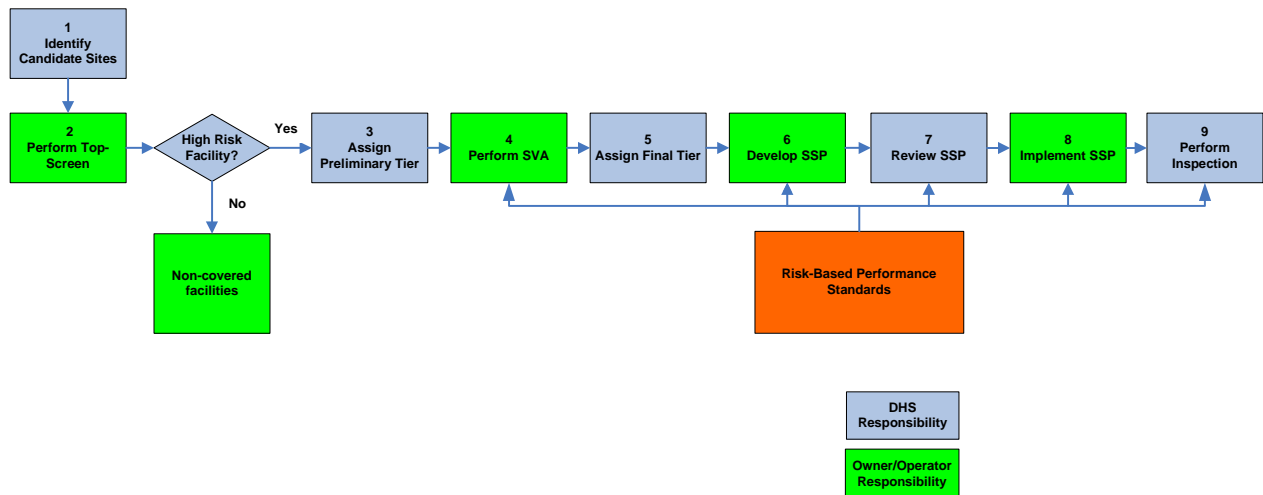 1
Identify
Candidate Sites
2
Perform Top-
Screen
High Risk
Facility?
Yes
No
3
Assign
Preliminary Tier
4
Perform SVA
5
Assign Final Tier
6
Develop SSP
7
Review SSP
8
Implement SSP
9
Perform
Inspection
Non-covered
facilities
Risk-Based Performance
Standards
DHS
Responsibility
Owner/Operator
Responsibility